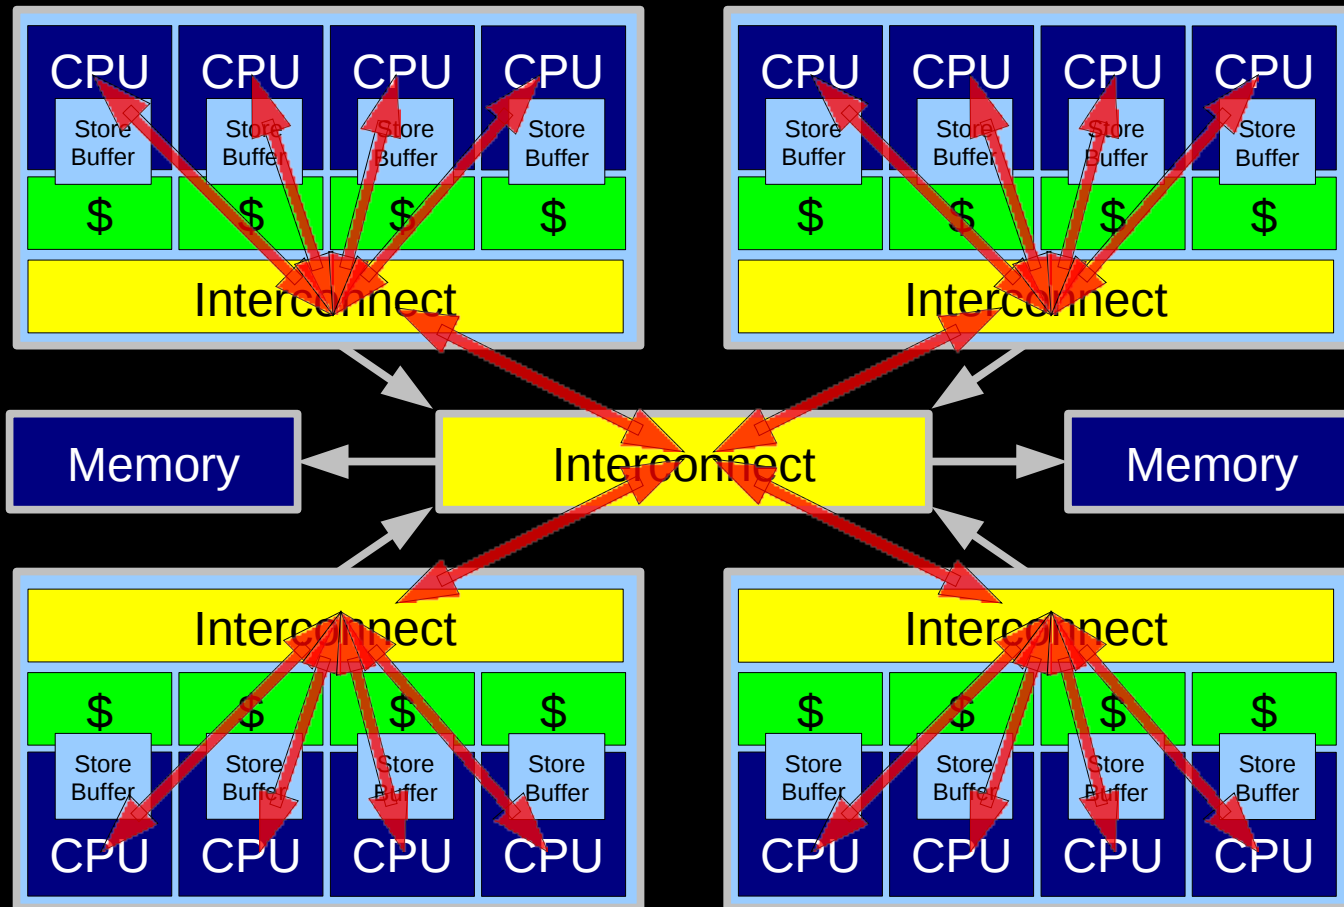 CPU CPU CPU CPU
Store Store Store Store
Buffer Buffer Buffer Buffer
$ $ $ $
Interconnect
CPU CPU CPU CPU
Store Store Store Store
Buffer Buffer Buffer Buffer
$ $ $ $
Interconnect
Memory
Interconnect
Memory
Interconnect
$ $ $ $
Store Store Store Store
Buffer Buffer Buffer Buffer
CPU CPU CPU CPU
Interconnect
$ $ $ $
Store Store Store Store
Buffer Buffer Buffer Buffer
CPU CPU CPU CPU